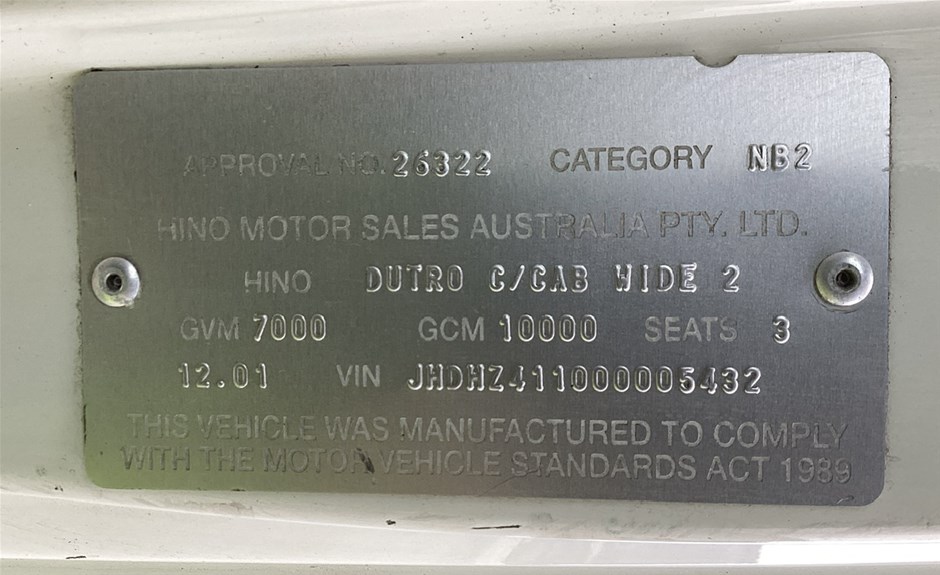 APPROVAL NO. 26322 CATEGORY NB2
HINO MOTOR SALES AUSTRALIA PTY. LTD.
HINO DUTRO C/CAB WIDE 2
GVM 7000 GCM 10000 SEATS 3
12.01 VIN JHDHZ411000005432
THIS VEHICLE WAS MANUFACTURED TO COMPLY
WITH THE MOTOR VEHICLE STANDARDS ACT 1989